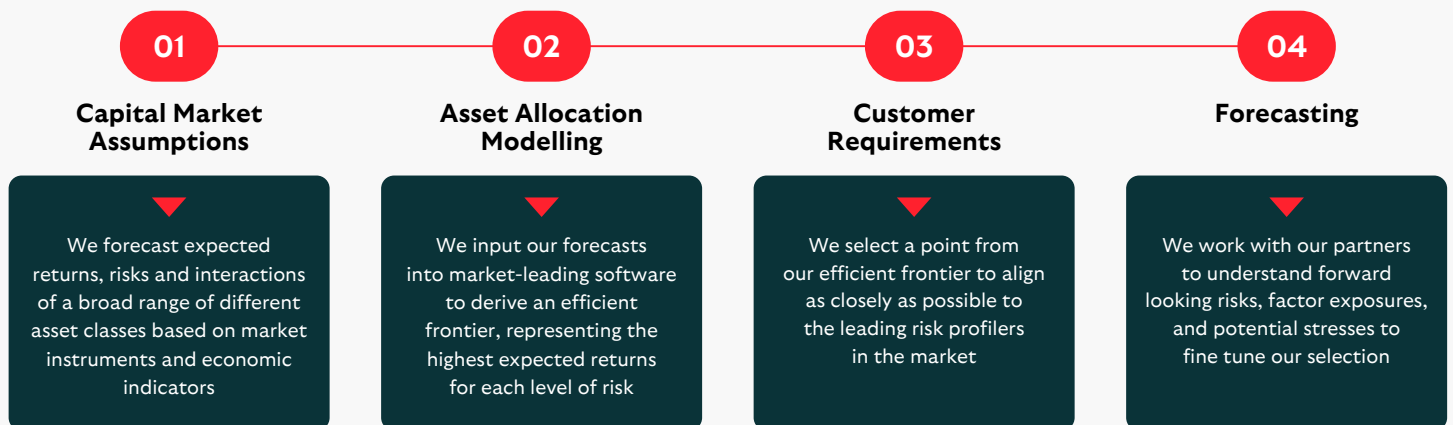 01
02
03
04
Capital Market
Assumptions
Asset Allocation
Modelling
Customer
Requirements
Forecasting
We forecast expected
returns, risks and interactions
of a broad range of different
asset classes based on market
instruments and economic
indicators
We input our forecasts
into market-leading software
to derive an efficient
frontier, representing the
highest expected returns
for each level of risk
We select a point from
our efficient frontier to align
as closely as possible to
the leading risk profilers
in the market
We work with our partners
to understand forward
looking risks, factor exposures,
and potential stresses to
fine tune our selection